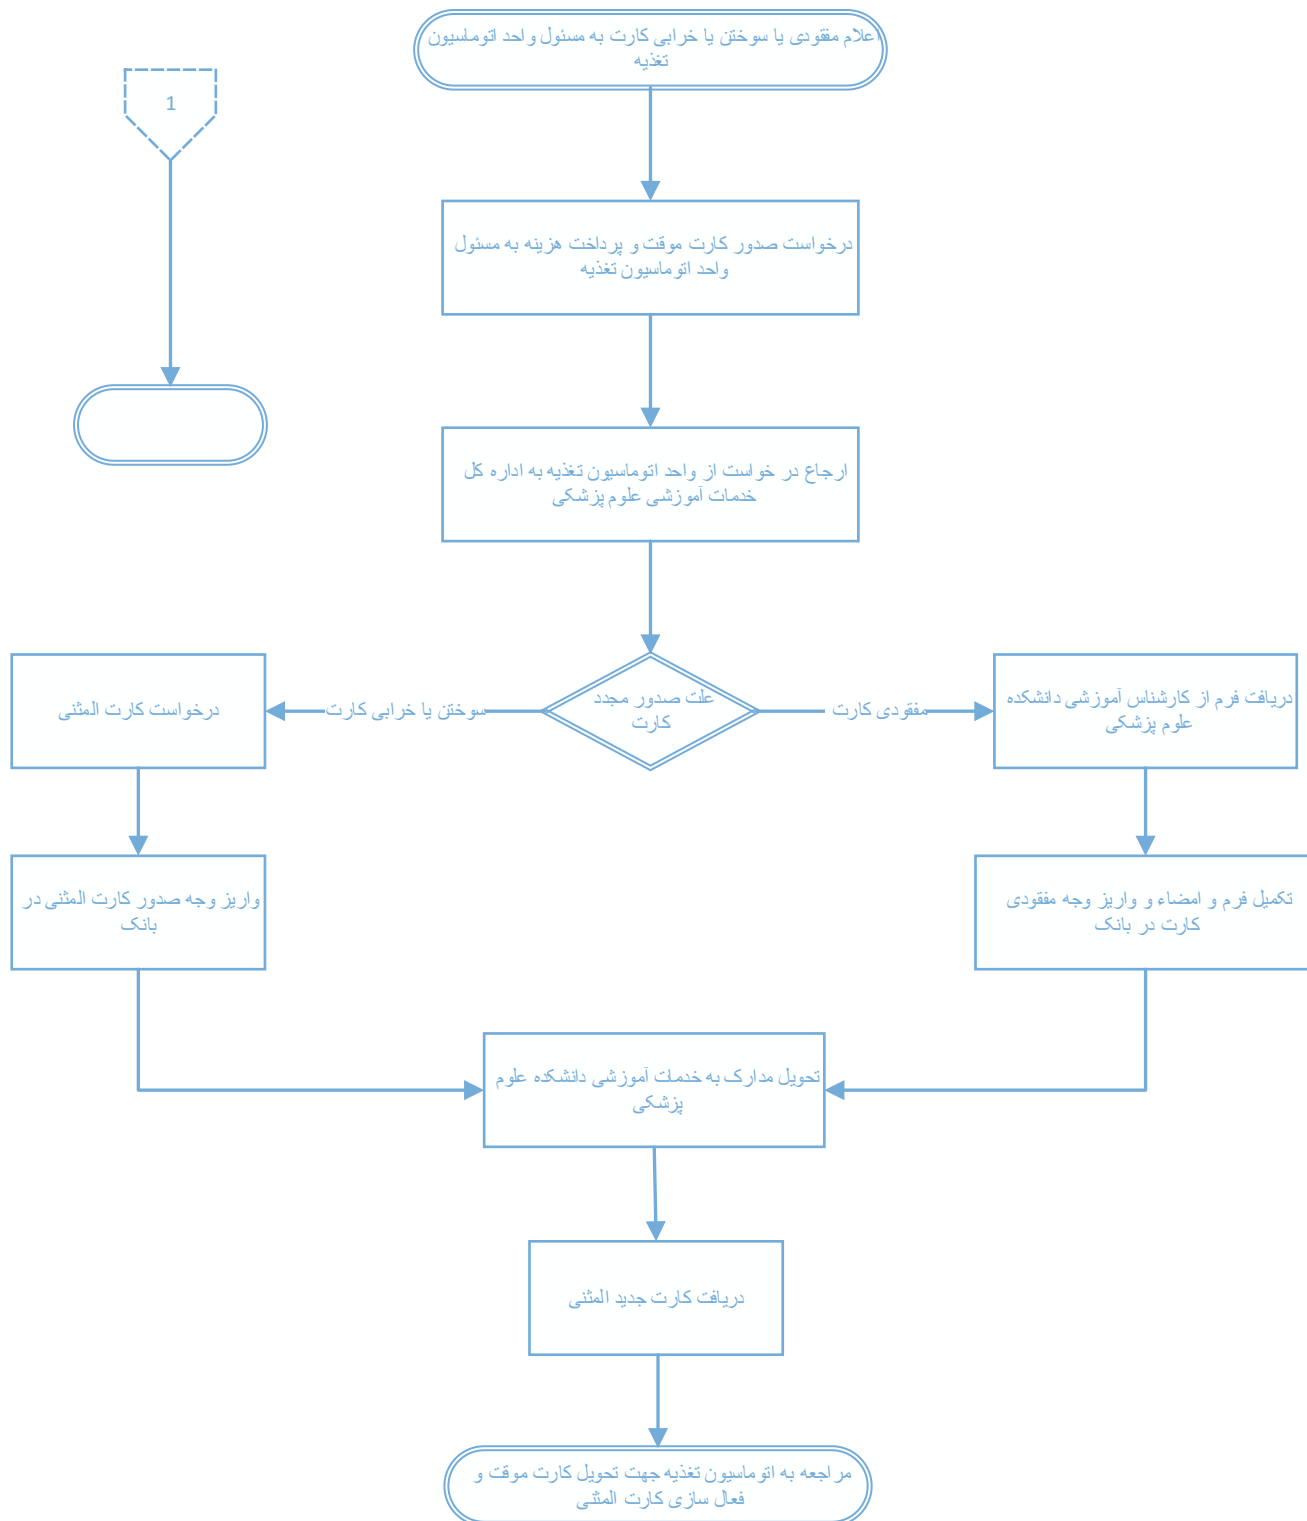 اعلام مفقودی یا سوختن یا خرابی کارت به مسئول واحد اتوماسیون
تغذیه
1
درخواست صدور کارت موقت و پرداخت هزینه به مسئول
واحد اتوماسیون تغذیه
ارجاع در خواست از واحد اتوماسیون تغذیه به اداره کل
خدمات آموزشی علوم پزشکی
علت صدور مجدد
کارت
مفقودی کارت
سوختن یا خرابی کارت
دریافت فرم از کارشناس آموزشی دانشکده
علوم پزشکی
درخواست کارت المثنی
تکمیل فرم و امضاء و واریز وجه مفقودی
کارت در بانک
واریز وجه صدور کارت المثنی در
بانک
تحویل مدارک به خدمات آموزشی دانشکده علوم
پزشکی
دریافت کارت جدید المثنی
مراجعه به اتوماسیون تغذیه جهت تحویل کارت موقت و
فعال سازی کارت المثنی